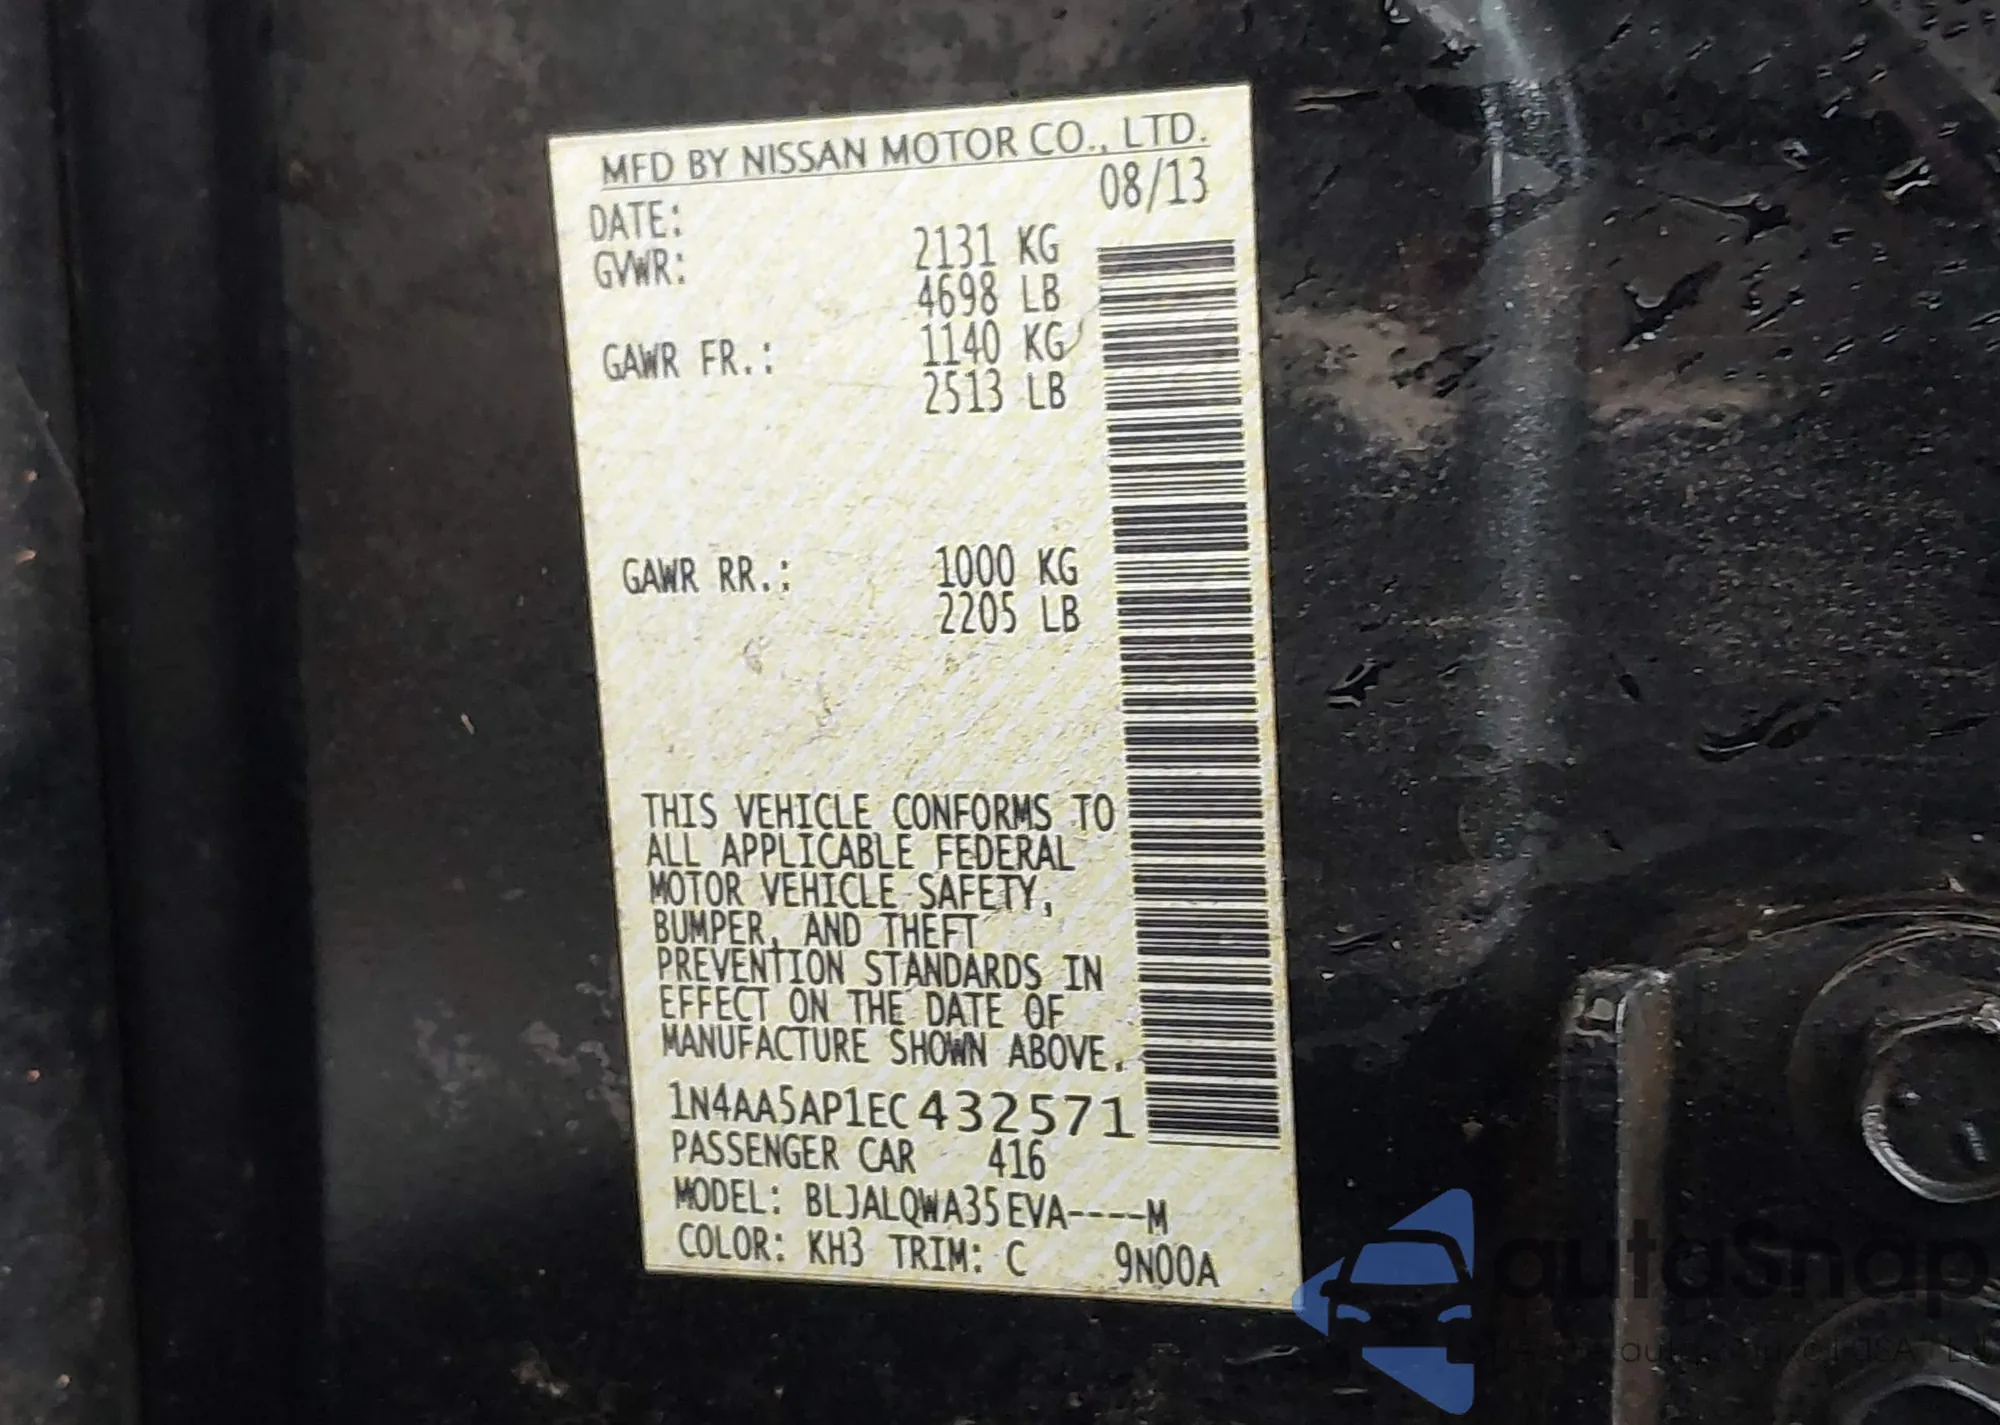 MFD BY NISSAN MOTOR CO., LTD.
DATE: 08/13
GVWR: 2131 KG
4698 LB
GAWR FR.: 1140 KG
2513 LB
GAWR RR.: 1000 KG
2205 LB
THIS VEHICLE CONFORMS TO
ALL APPLICABLE FEDERAL
MOTOR VEHICLE SAFETY,
BUMPER, AND THEFT
PREVENTION STANDARDS IN
EFFECT ON THE DATE OF
MANUFACTURE SHOWN ABOVE.
1N4AA5AP1EC432571
PASSENGER CAR 416
MODEL: BLJALQWA35EVA----M
COLOR: KH3 TRIM: C 9N00A
autoSnap